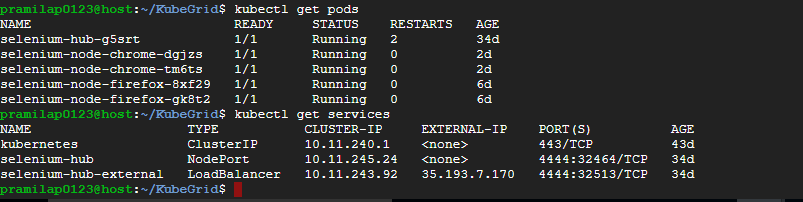 pramilap0123@host:~/KubeGrid$ kubectl get pods
NAME                          READY     STATUS    RESTARTS   AGE
selenium-hub-g5srt            1/1       Running   2          34d
selenium-node-chrome-dgjzs    1/1       Running   0          2d
selenium-node-chrome-tm6ts    1/1       Running   0          2d
selenium-node-firefox-8xf29   1/1       Running   0          6d
selenium-node-firefox-gk8t2   1/1       Running   0          6d
pramilap0123@host:~/KubeGrid$ kubectl get services
NAME                    TYPE           CLUSTER-IP     EXTERNAL-IP    PORT(S)          AGE
kubernetes              ClusterIP      10.11.240.1    <none>         443/TCP          43d
selenium-hub            NodePort       10.11.245.24   <none>         4444:32464/TCP   34d
selenium-hub-external   LoadBalancer   10.11.243.92   35.193.7.170   4444:32513/TCP   34d
pramilap0123@host:~/KubeGrid$